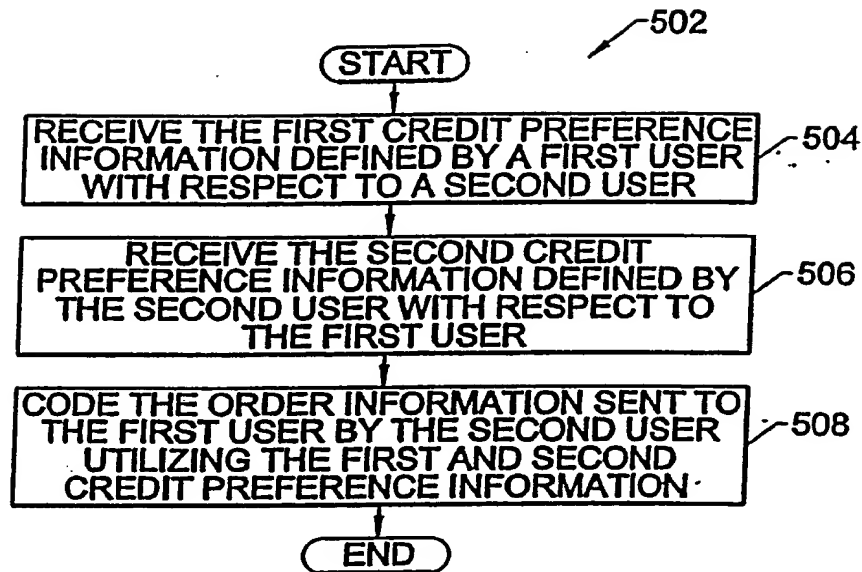 502
START
RECEIVE THE FIRST CREDIT PREFERENCE
INFORMATION DEFINED BY A FIRST USER
WITH RESPECT TO A SECOND USER
504
RECEIVE THE SECOND CREDIT
PREFERENCE INFORMATION DEFINED BY
THE SECOND USER WITH RESPECT TO
THE FIRST USER
506
CODE THE ORDER INFORMATION SENT TO
THE FIRST USER BY THE SECOND USER
UTILIZING THE FIRST AND SECOND
CREDIT PREFERENCE INFORMATION
508
END